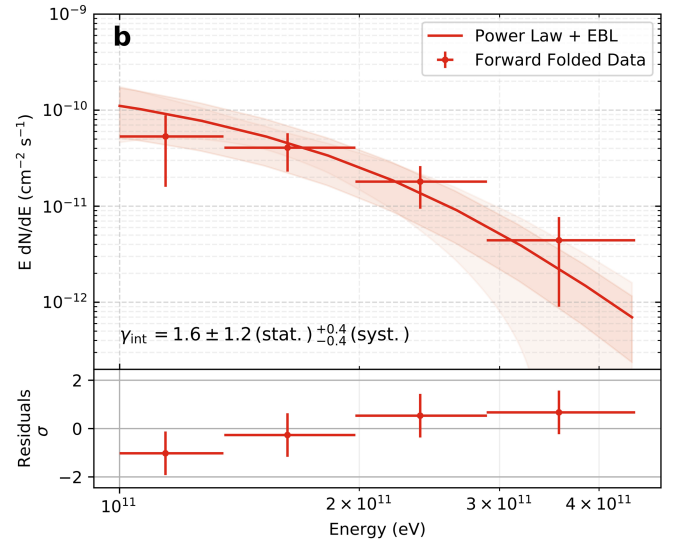 b
Power Law + EBL
Forward Folded Data
10⁻⁹
10⁻¹⁰
10⁻¹¹
10⁻¹²
E dN/dE (cm⁻² s⁻¹)
γ_int = 1.6 ± 1.2 (stat.) ⁺⁰·⁴₋₀.₄ (syst.)
2
0
−2
Residuals
σ
10¹¹
2 × 10¹¹
3 × 10¹¹
4 × 10¹¹
Energy (eV)